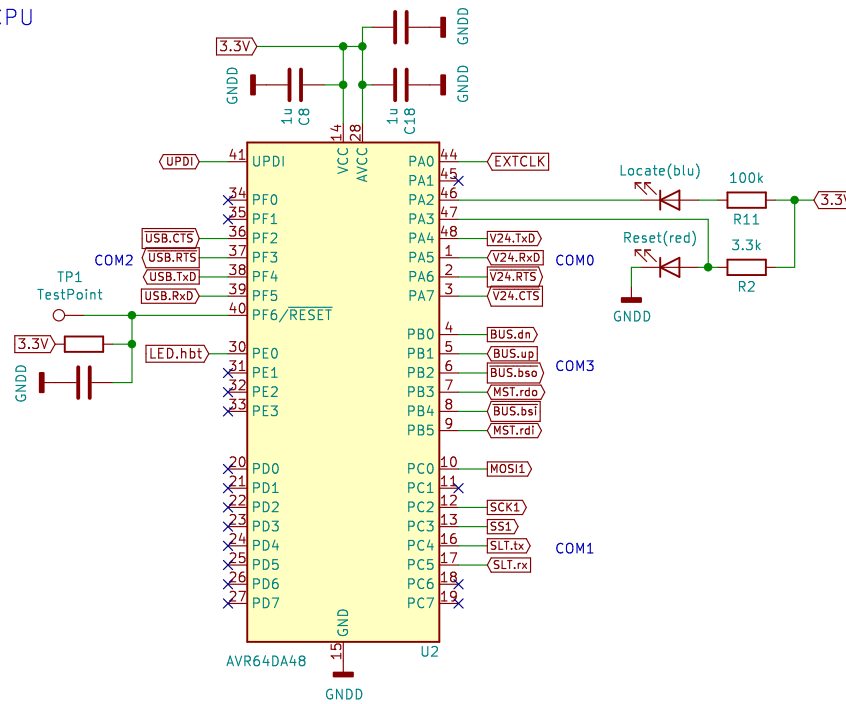 CPU
3.3V
GNDD
GNDD
1u
C8
1u
C18
GNDD
14
28
VCC
AVCC
UPDI
41
UPDI
34
PF0
35
PF1
USB.CTS
36
PF2
COM2
USB.RTS
37
PF3
USB.TxD
38
PF4
USB.RxD
39
PF5
TP1
TestPoint
40
PF6/RESET
3.3V
GNDD
LED.hbt
30
PE0
31
PE1
32
PE2
33
PE3
20
PD0
21
PD1
22
PD2
23
PD3
24
PD4
25
PD5
26
PD6
27
PD7
PA0
44
EXTCLK
PA1
45
PA2
46
PA3
47
PA4
48
V24.TxD
PA5
1
V24.RxD
COM0
PA6
2
V24.RTS
PA7
3
V24.CTS
Locate(blu)
100k
R11
3.3V
Reset(red)
3.3k
R2
GNDD
PB0
4
BUS.dn
PB1
5
BUS.up
PB2
6
BUS.bso
COM3
PB3
7
MST.rdo
PB4
8
BUS.bsi
PB5
9
MST.rdi
PC0
10
MOSI1
PC1
11
PC2
12
SCK1
PC3
13
SS1
PC4
16
SLT.tx
COM1
PC5
17
SLT.rx
PC6
18
PC7
19
GND
15
U2
AVR64DA48
GNDD